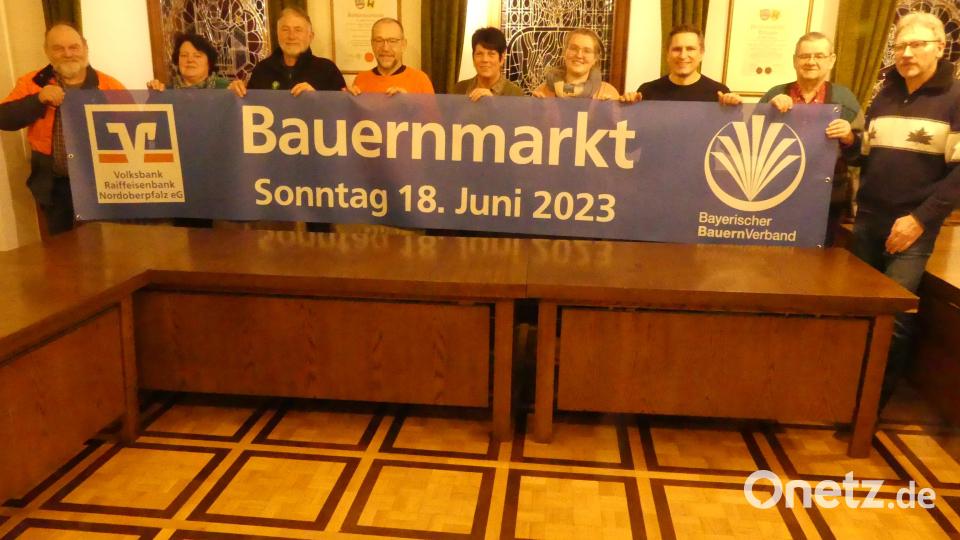 Bauernmarkt
Sonntag 18. Juni 2023
Volksbank
Raiffeisenbank
Nordoberpfalz eG
Bayerischer
BauernVerband
Onetz.de